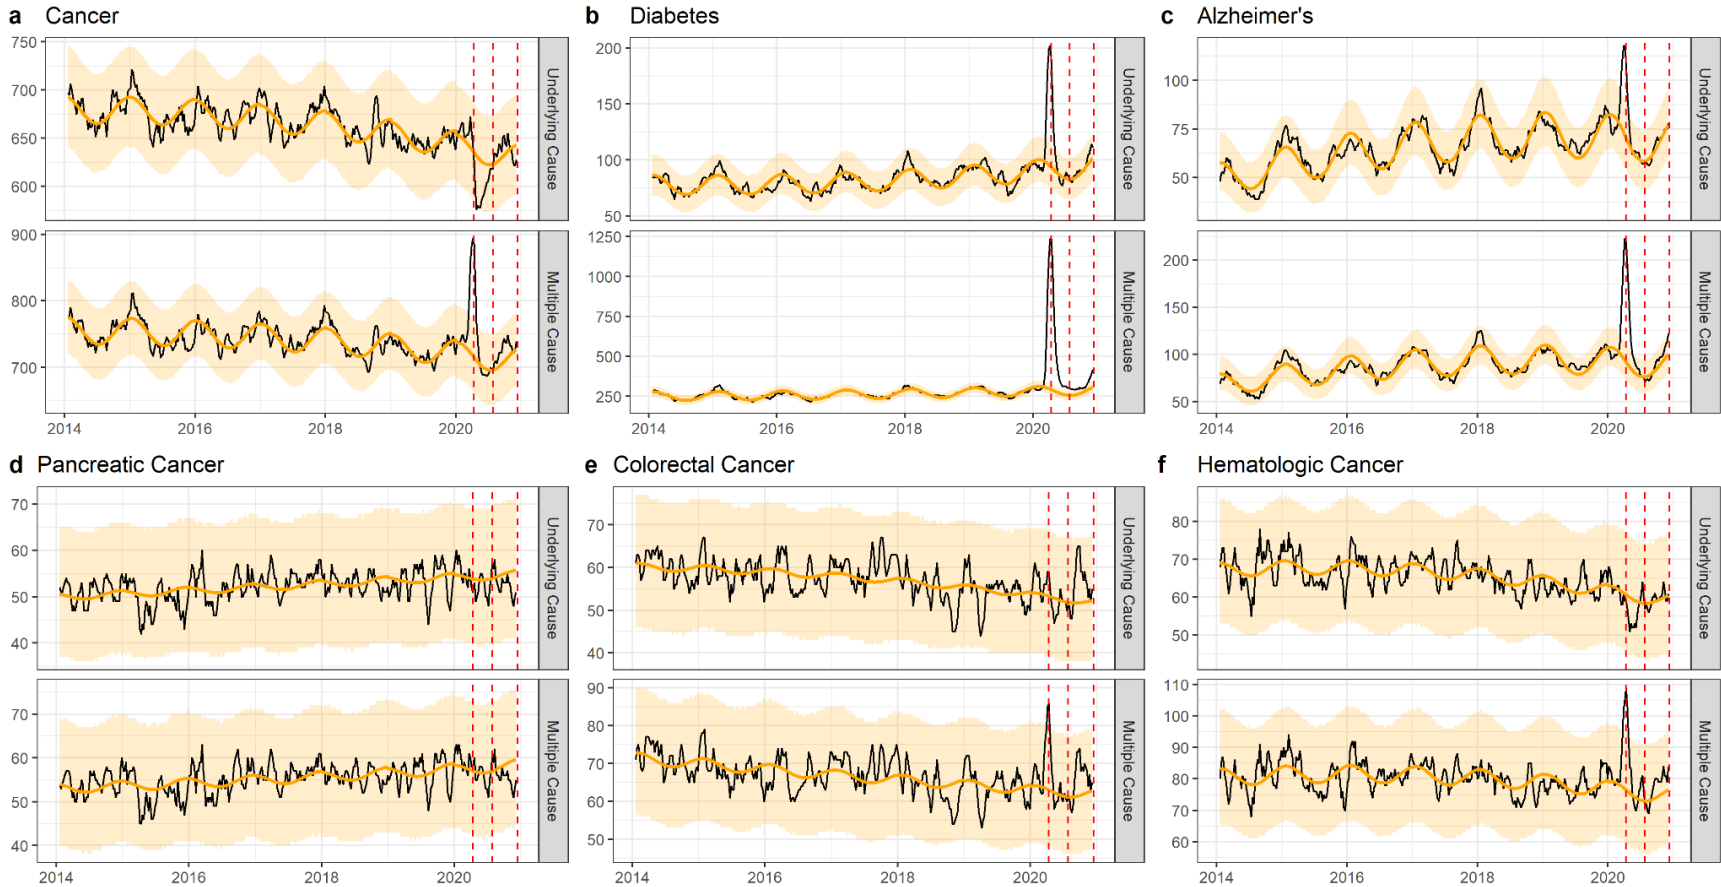 a Cancer
750
700
650
600
Underlying Cause
900
800
700
Multiple Cause
2014 2016 2018 2020
b Diabetes
200
150
100
50
Underlying Cause
1250
1000
750
500
250
Multiple Cause
2014 2016 2018 2020
c Alzheimer's
100
75
50
Underlying Cause
200
150
100
50
Multiple Cause
2014 2016 2018 2020
d Pancreatic Cancer
70
60
50
40
Underlying Cause
70
60
50
40
Multiple Cause
2014 2016 2018 2020
e Colorectal Cancer
70
60
50
40
Underlying Cause
90
80
70
60
50
Multiple Cause
2014 2016 2018 2020
f Hematologic Cancer
80
70
60
50
Underlying Cause
110
100
90
80
70
60
Multiple Cause
2014 2016 2018 2020